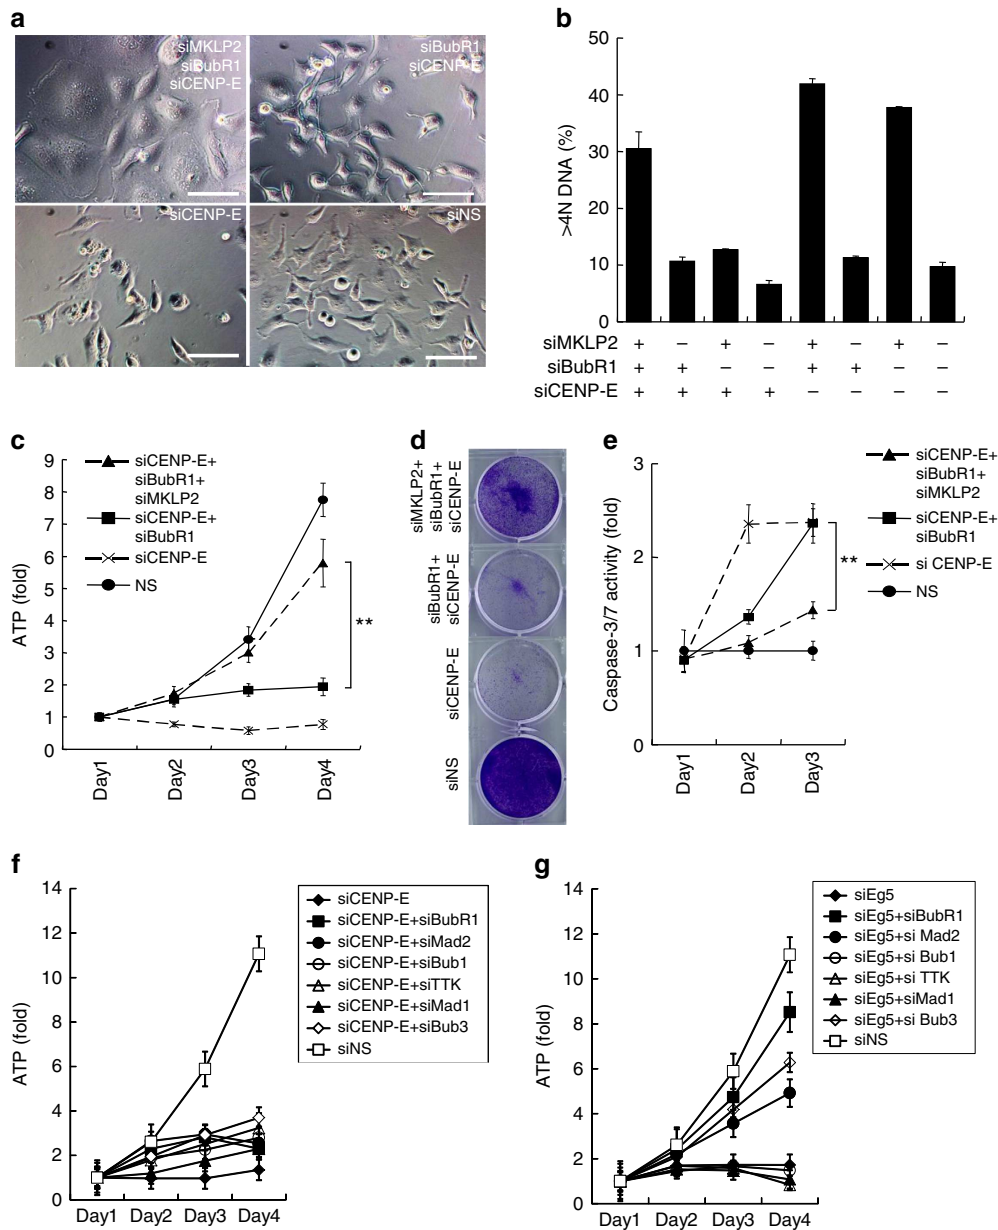 a
siMKLP2
siBubR1
siCENP-E
siBubR1
siCENP-E
siCENP-E
siNS
b
50
40
30
20
10
0
>4N DNA (%)
siMKLP2 + – + – + – + –
siBubR1 + + – – + + – –
siCENP-E + + + + – – – –
c
9
8
7
6
5
4
3
2
1
0
ATP (fold)
siCENP-E+
siBubR1+
siMKLP2
siCENP-E+
siBubR1
siCENP-E
NS
**
Day1
Day2
Day3
Day4
d
siMKLP2+
siBubR1+
siCENP-E
siBubR1+
siCENP-E
siCENP-E
siNS
e
3
2
1
0
Caspase-3/7 activity (fold)
siCENP-E+
siBubR1+
siMKLP2
siCENP-E+
siBubR1
si CENP-E
NS
**
Day1
Day2
Day3
f
14
12
10
8
6
4
2
0
ATP (fold)
siCENP-E
siCENP-E+siBubR1
siCENP-E+siMad2
siCENP-E+siBub1
siCENP-E+siTTK
siCENP-E+siMad1
siCENP-E+siBub3
siNS
Day1 Day2 Day3 Day4
g
14
12
10
8
6
4
2
0
ATP (fold)
siEg5
siEg5+siBubR1
siEg5+si Mad2
siEg5+si Bub1
siEg5+si TTK
siEg5+siMad1
siEg5+si Bub3
siNS
Day1 Day2 Day3 Day4